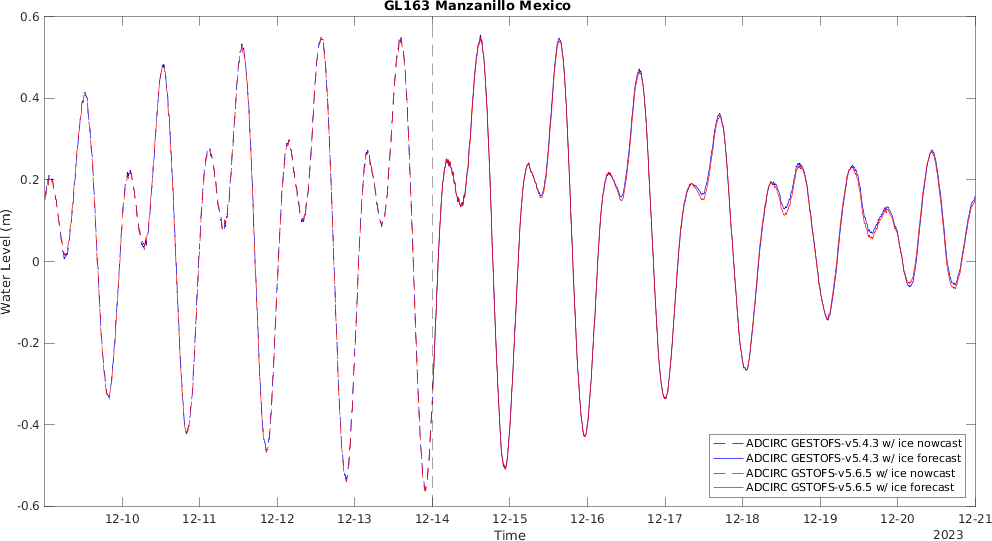 GL163 Manzanillo Mexico
0.6
0.4
0.2
0
-0.2
-0.4
-0.6
Water Level (m)
12-10 12-11 12-12 12-13 12-14 12-15 12-16 12-17 12-18 12-19 12-20 12-21
Time
2023
ADCIRC GESTOFS-v5.4.3 w/ ice nowcast
ADCIRC GESTOFS-v5.4.3 w/ ice forecast
ADCIRC GSTOFS-v5.6.5 w/ ice nowcast
ADCIRC GSTOFS-v5.6.5 w/ ice forecast